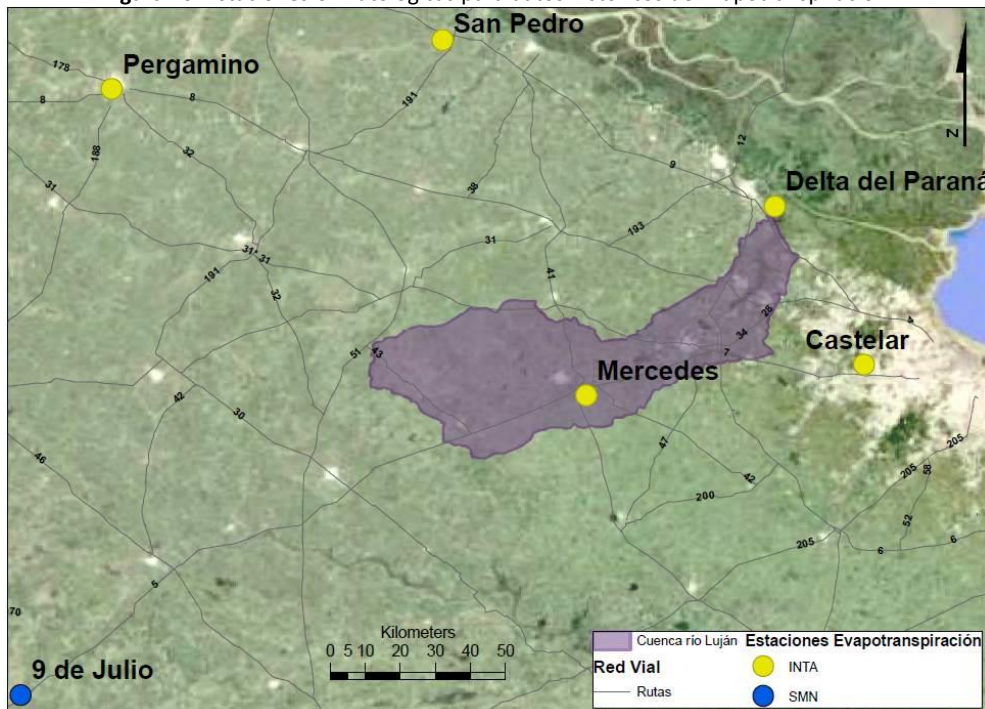 San Pedro
Pergamino
178
8
8
191
188
32
31
38
9
12
Delta del Paraná
193
31
31
31
191
41
32
28
4
34
7
51
43
Castelar
Mercedes
42
30
47
46
42
205
58
200
205
52
205
6
6
5
70
Kilometers
0 5 10 20 30 40 50
9 de Julio
Cuenca río Luján
Estaciones Evapotranspiración
Red Vial
INTA
Rutas
SMN
N